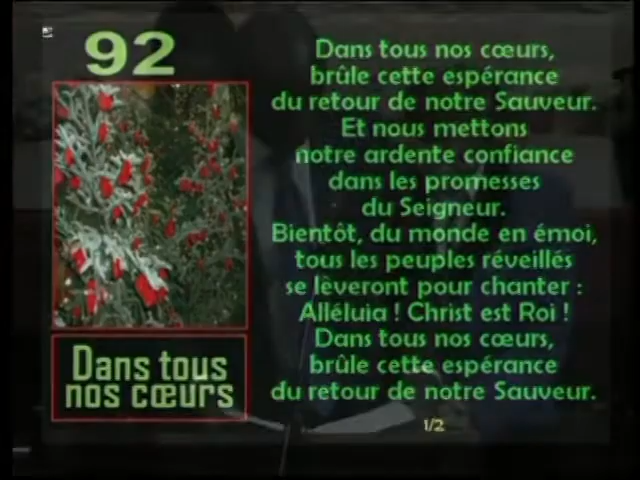 92
Dans tous
nos cœurs
Dans tous nos cœurs,
brûle cette espérance
du retour de notre Sauveur.
Et nous mettons
notre ardente confiance
dans les promesses
du Seigneur.
Bientôt, du monde en émoi,
tous les peuples réveillés
se lèveront pour chanter :
Alléluia ! Christ est Roi !
Dans tous nos cœurs,
brûle cette espérance
du retour de notre Sauveur.
1/2